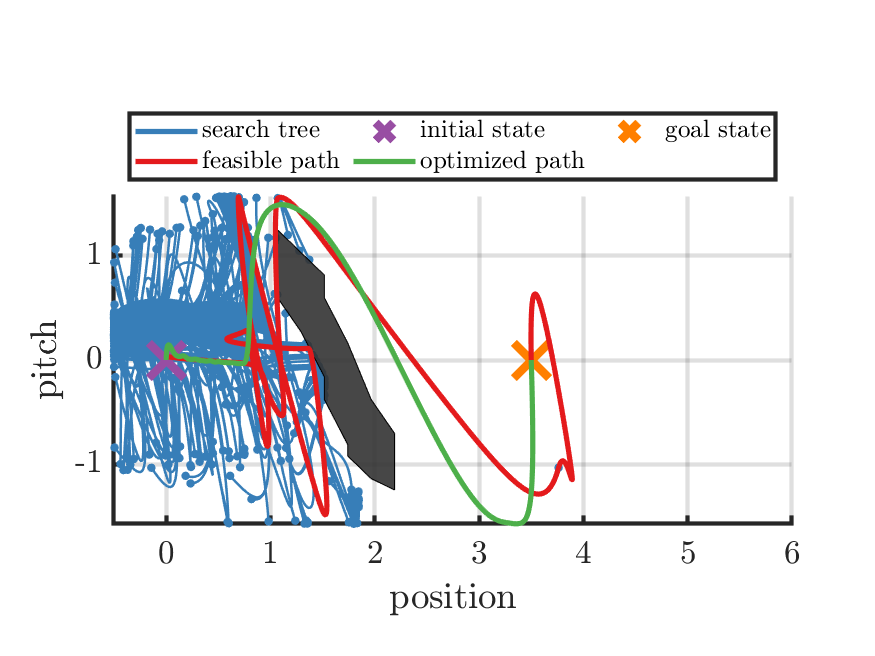 search tree initial state goal state
feasible path optimized path
1
0
-1
pitch
0 1 2 3 4 5 6
position